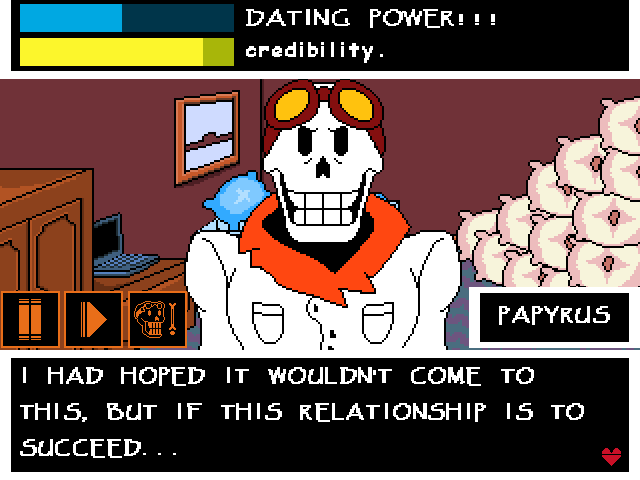 DATING POWER!!!
credibility.
PAPYRUS
I HAD HOPED IT WOULDN'T COME TO
THIS, BUT IF THIS RELATIONSHIP IS TO
SUCCEED...